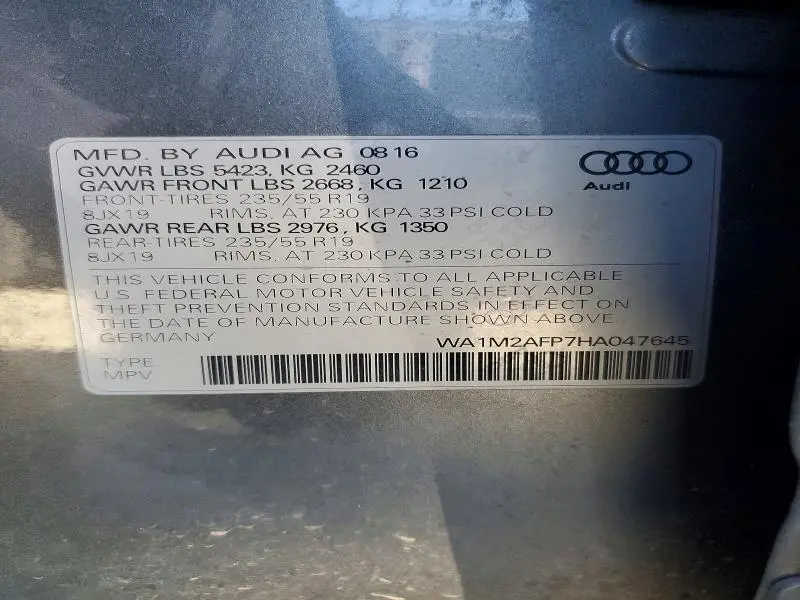 MFD. BY AUDI AG 0816
GVWR LBS 5423, KG 2460
GAWR FRONT LBS 2668, KG 1210
FRONT-TIRES 235/55 R19
8JX19 RIMS, AT 230 KPA 33 PSI COLD
GAWR REAR LBS 2976, KG 1350
REAR-TIRES 235/55 R19
8JX19 RIMS, AT 230 KPA 33 PSI COLD
Audi
THIS VEHICLE CONFORMS TO ALL APPLICABLE
U.S. FEDERAL MOTOR VEHICLE SAFETY AND
THEFT PREVENTION STANDARDS IN EFFECT ON
THE DATE OF MANUFACTURE SHOWN ABOVE.
GERMANY WA1M2AFP7HA047645
TYPE
MPV